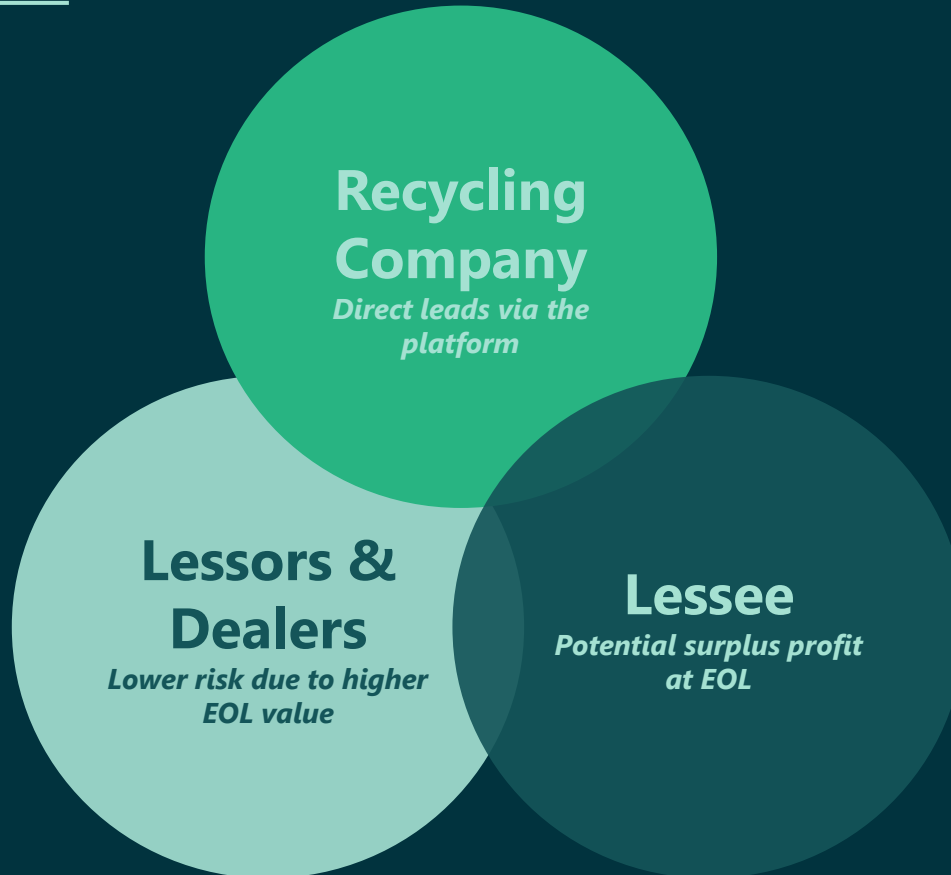 Recycling
Company
Direct leads via the
platform
Lessors &
Dealers
Lower risk due to higher
EOL value
Lessee
Potential surplus profit
at EOL